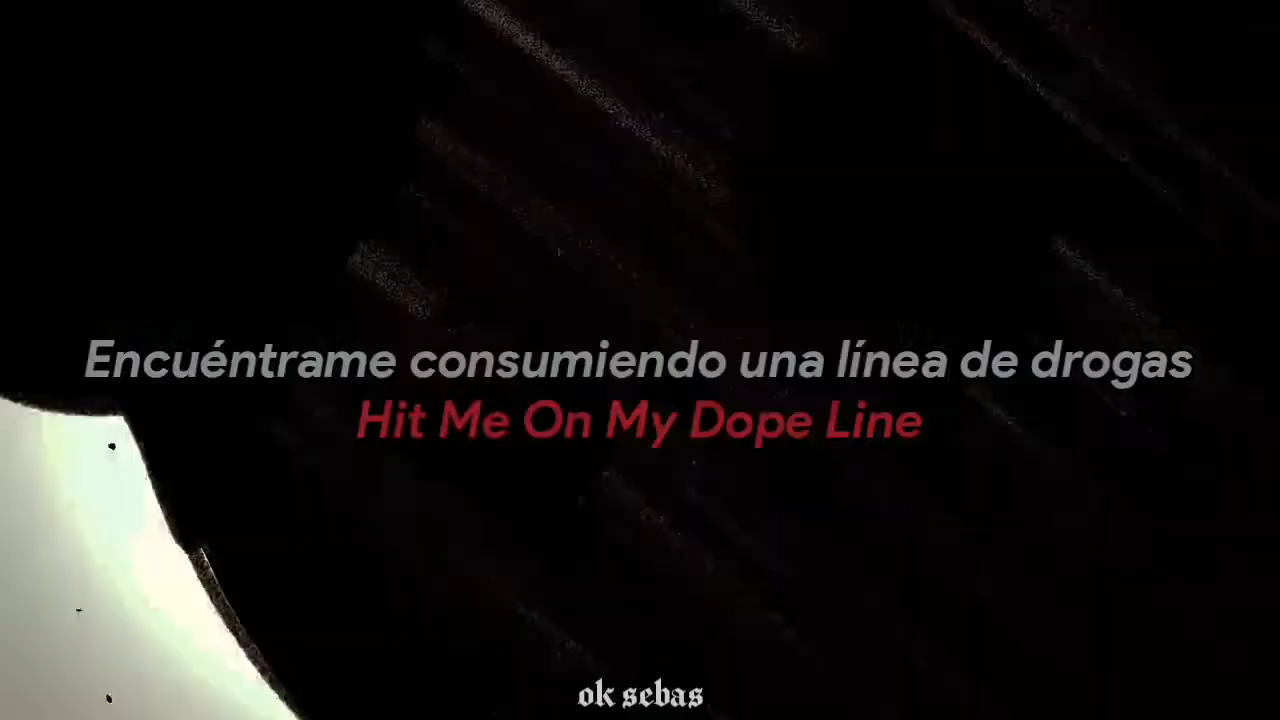 Encuéntrame consumiendo una línea de drogas
Hit Me On My Dope Line
ok sebas